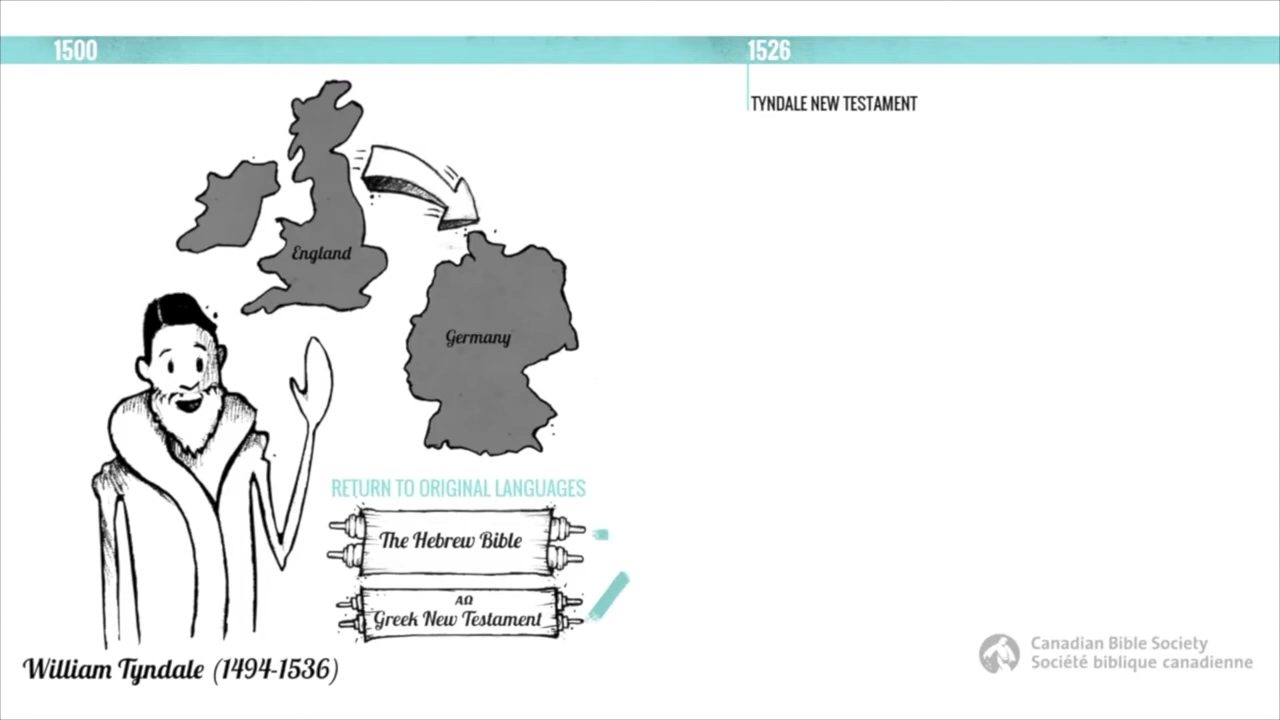 1500
1526
TYNDALE NEW TESTAMENT
England
Germany
RETURN TO ORIGINAL LANGUAGES
The Hebrew Bible
ΑΩ
Greek New Testament
William Tyndale (1494-1536)
Canadian Bible Society
Société biblique canadienne